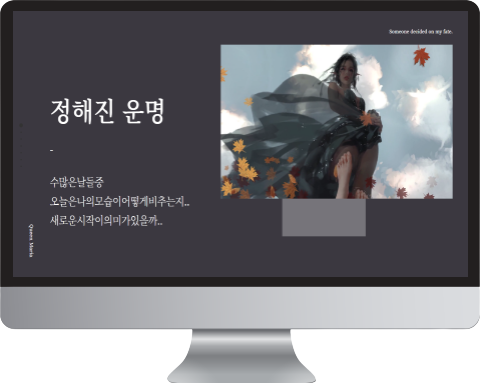 Someone decided on my fate.
정해진 운명
-
수많은날들중
오늘은나의모습이어떻게비추는지...
새로운시작이의미가있을까...
Queen Maria